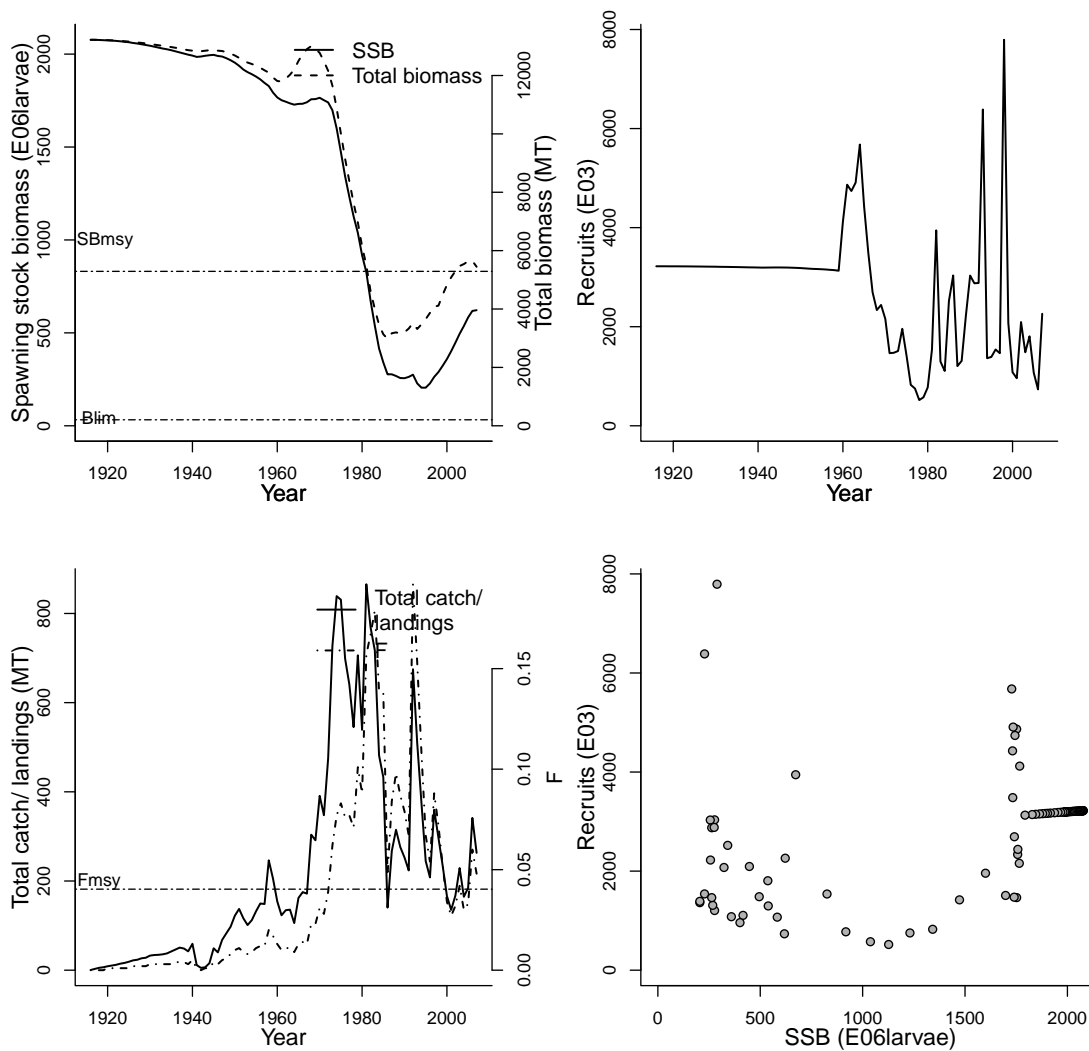 Spawning stock biomass (E06larvae)
0
500
1000
1500
2000
SSB
Total biomass
SBmsy
Blim
Total biomass (MT)
0
2000
4000
6000
8000
12000
1920
1940
1960
1980
2000
Year
Recruits (E03)
0
2000
4000
6000
8000
1920
1940
1960
1980
2000
Year
Total catch/ landings (MT)
0
200
400
600
800
Total catch/
landings
F
Fmsy
F
0.00
0.05
0.10
0.15
1920
1940
1960
1980
2000
Year
Recruits (E03)
0
2000
4000
6000
8000
0
500
1000
1500
2000
SSB (E06larvae)